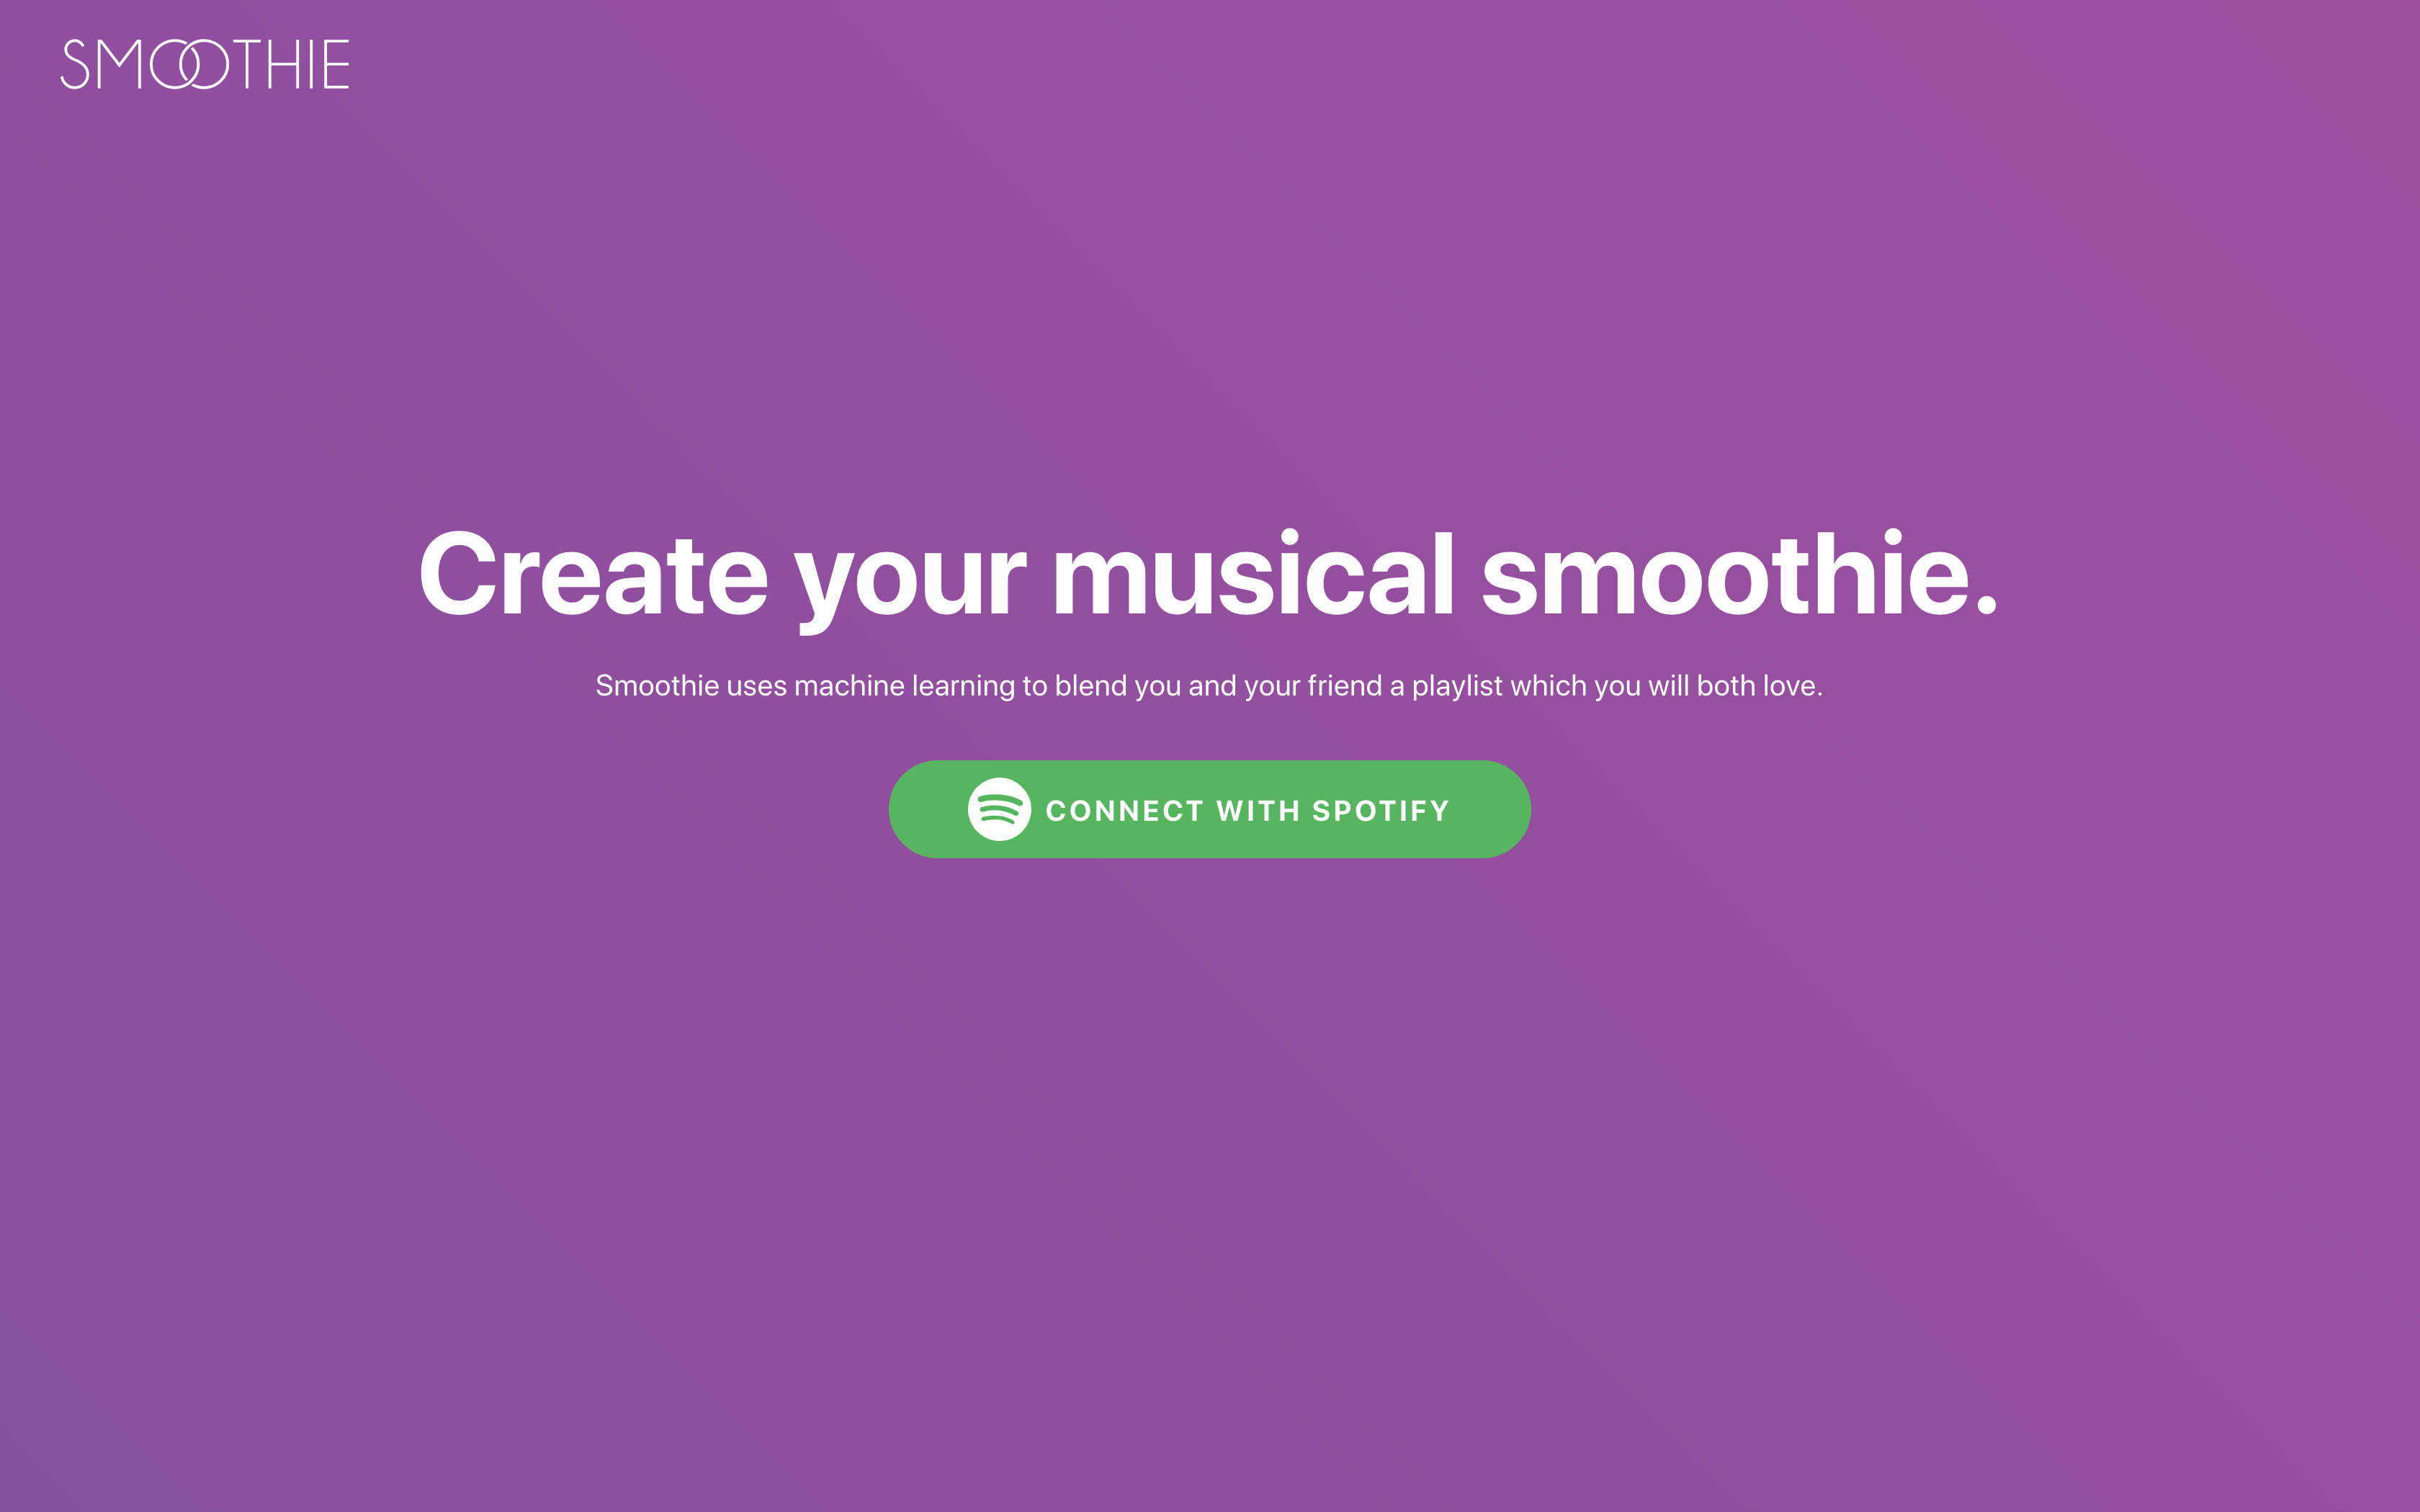 SMOOTHIE
Create your musical smoothie.
Smoothie uses machine learning to blend you and your friend a playlist which you will both love.
CONNECT WITH SPOTIFY